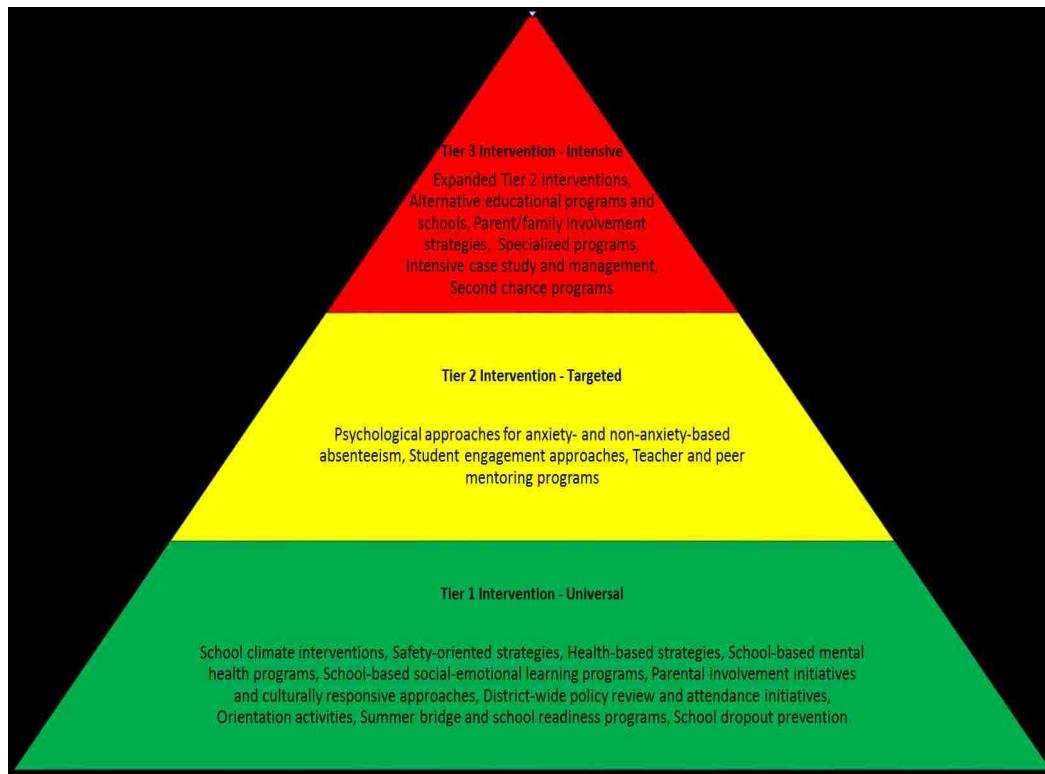 Tier 3 Intervention - Intensive
Expanded Tier 2 interventions,
Alternative educational programs and
schools, Parent/family involvement
strategies,  Specialized programs,
Intensive case study and management,
Second chance programs
Tier 2 Intervention - Targeted
Psychological approaches for anxiety- and non-anxiety-based
absenteeism, Student engagement approaches, Teacher and peer
mentoring programs
Tier 1 Intervention - Universal
School climate interventions, Safety-oriented strategies, Health-based strategies, School-based mental
health programs, School-based social-emotional learning programs, Parental involvement initiatives
and culturally responsive approaches, District-wide policy review and attendance initiatives,
Orientation activities, Summer bridge and school readiness programs, School dropout prevention